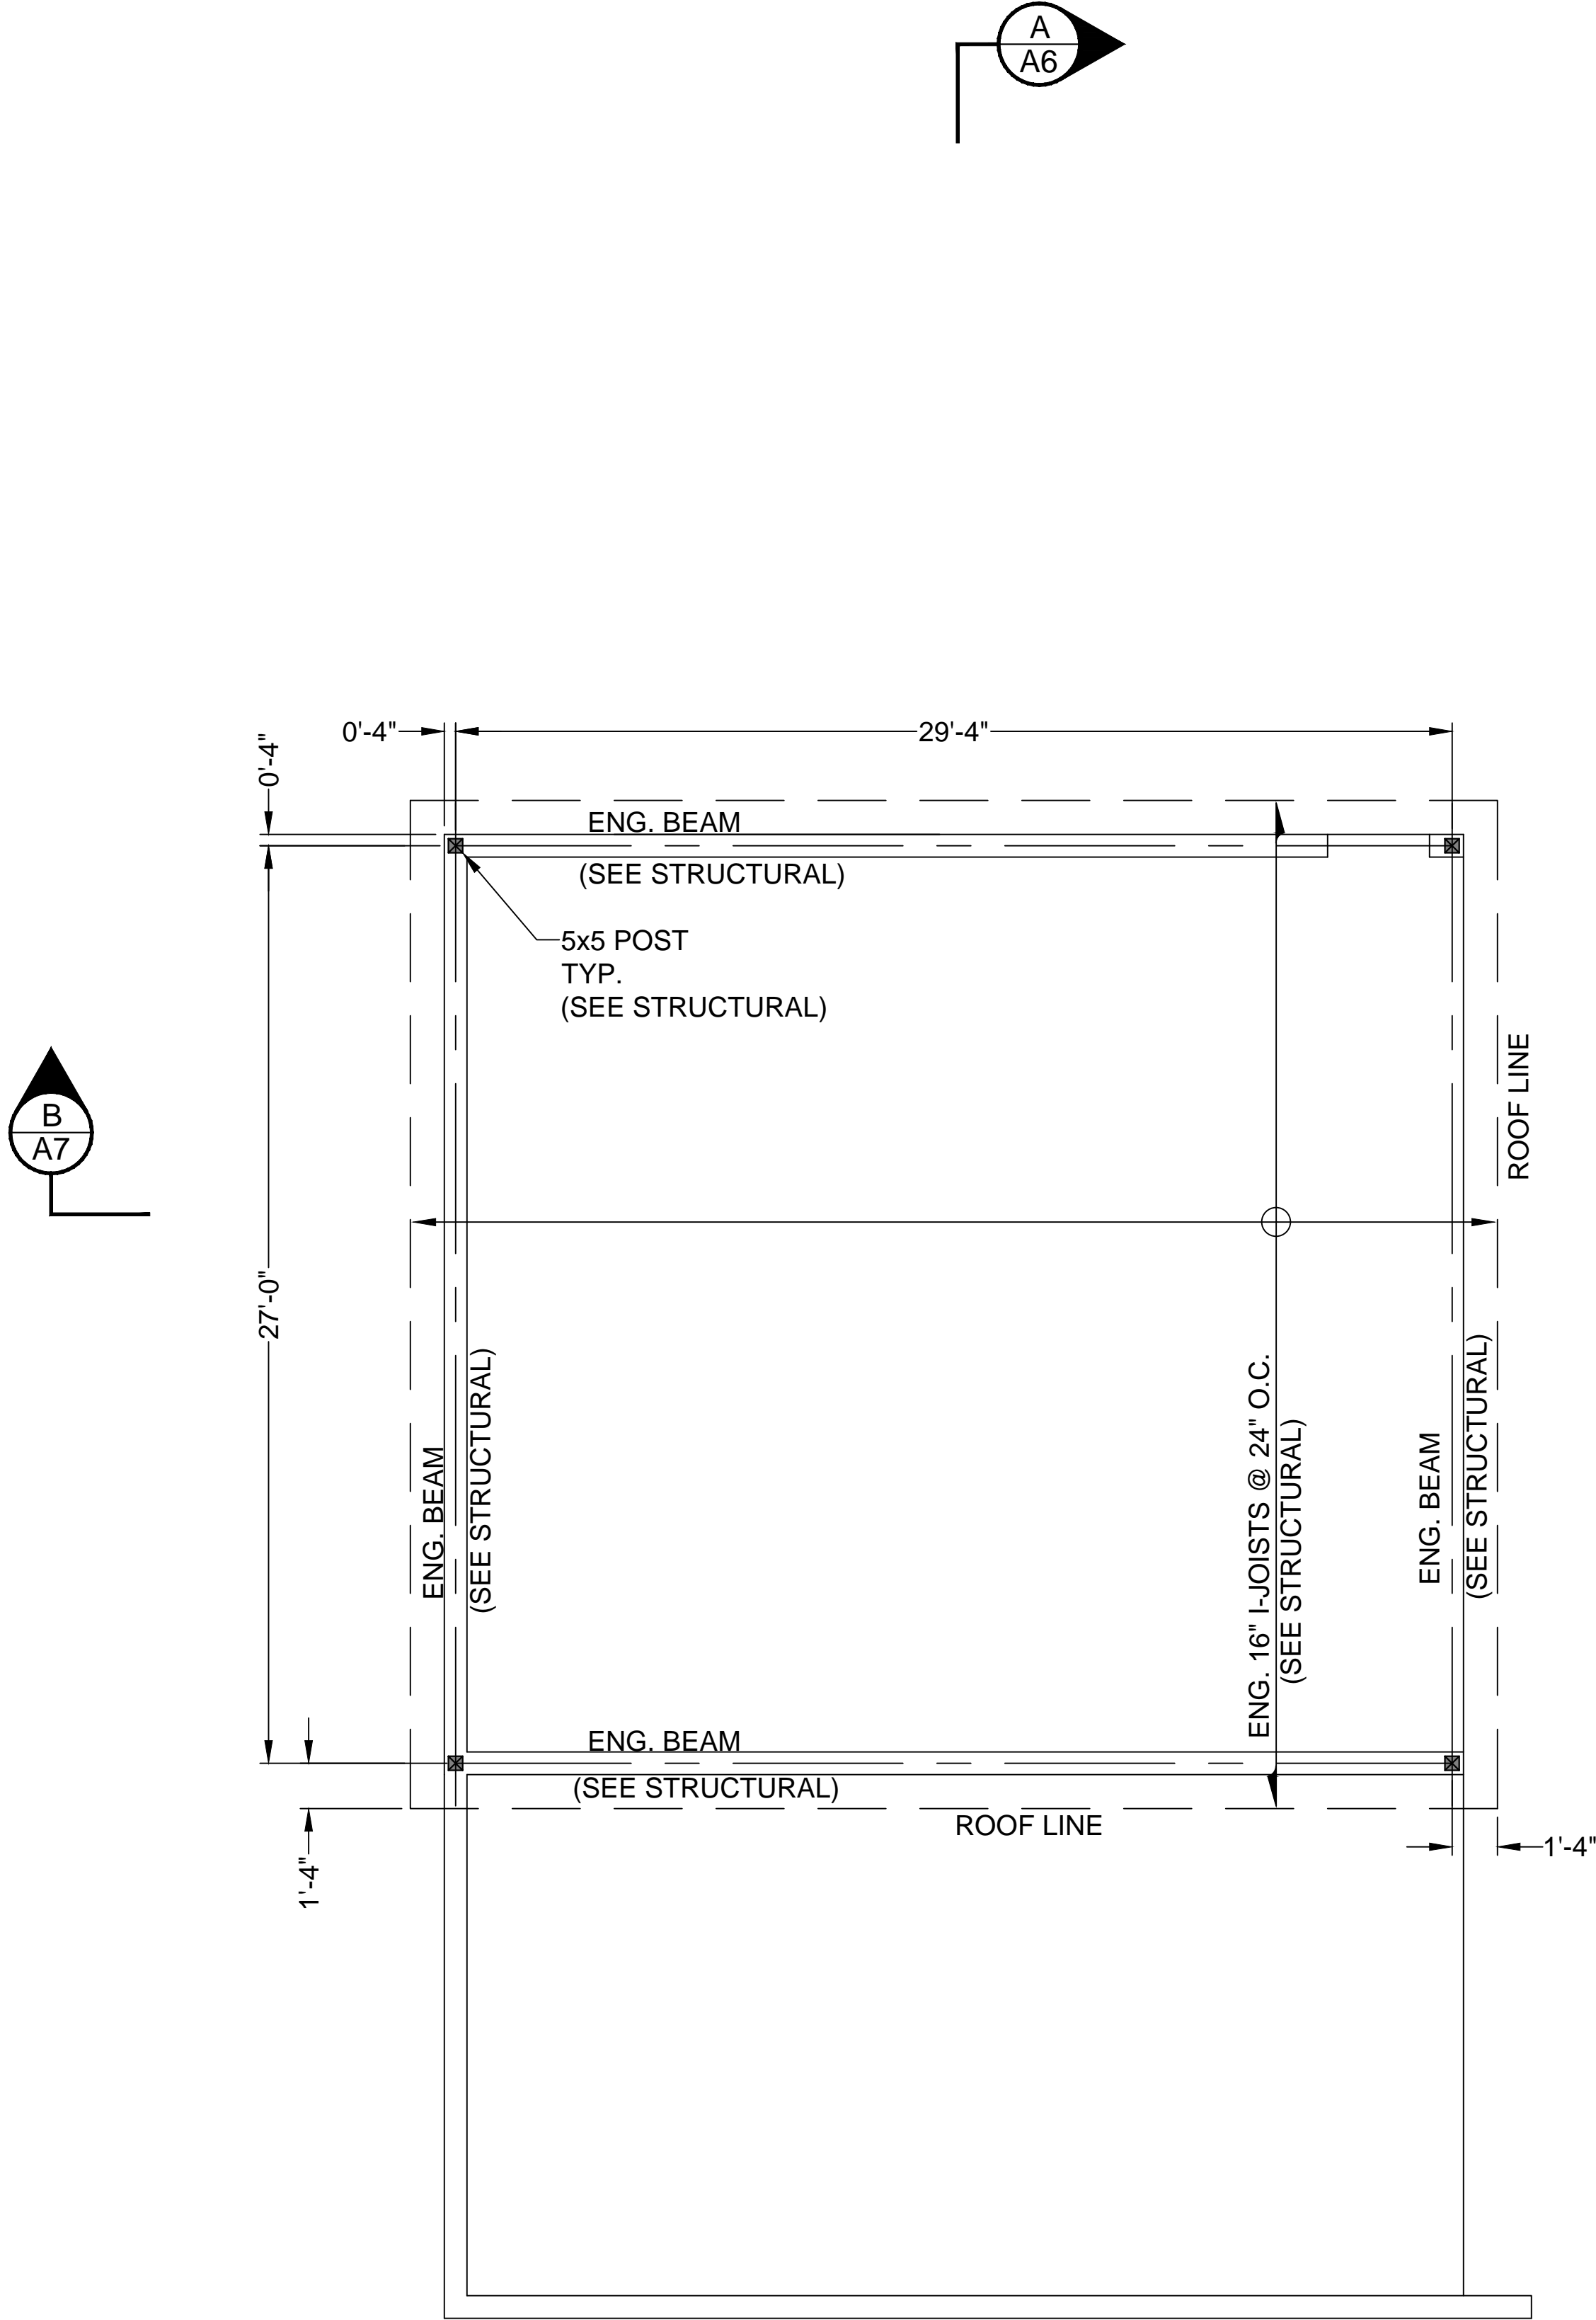 A
A6
0'-4"
29'-4"
0'-4"
ENG. BEAM
(SEE STRUCTURAL)
5x5 POST
TYP.
(SEE STRUCTURAL)
ROOF LINE
B
A7
27'-0"
ENG. BEAM
(SEE STRUCTURAL)
ENG. 16" I-JOISTS @ 24" O.C.
(SEE STRUCTURAL)
ENG. BEAM
(SEE STRUCTURAL)
ENG. BEAM
(SEE STRUCTURAL)
ROOF LINE
1'-4"
1'-4"